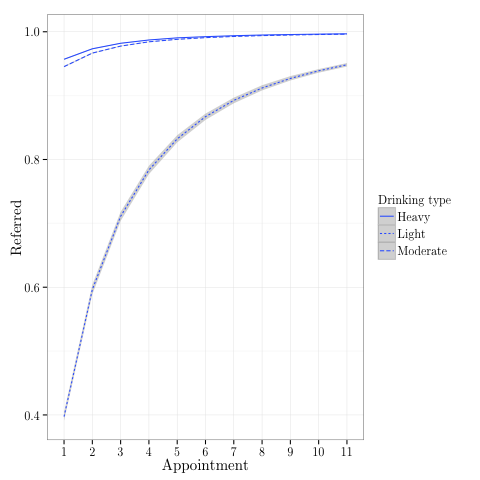 1.0
0.8
0.6
0.4
Referred
1 2 3 4 5 6 7 8 9 10 11
Appointment
Drinking type
Heavy
Light
Moderate